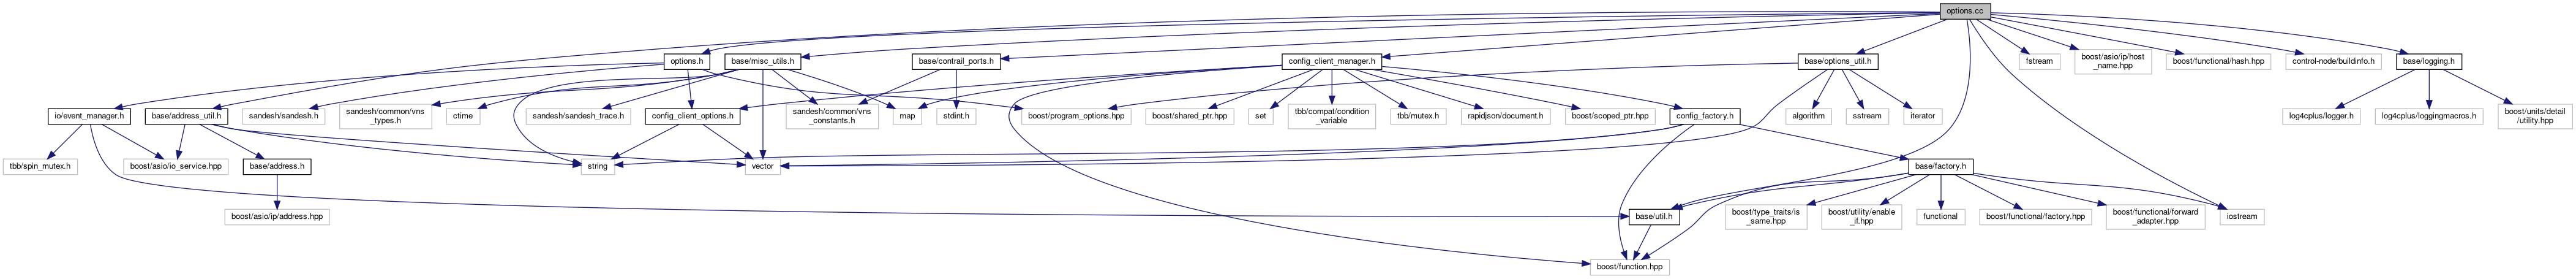 options.cc
options.h
base/misc_utils.h
base/contrail_ports.h
config_client_manager.h
base/options_util.h
fstream
boost/asio/ip/host
_name.hpp
boost/functional/hash.hpp
control-node/buildinfo.h
base/logging.h
io/event_manager.h
base/address_util.h
sandesh/sandesh.h
sandesh/common/vns
_types.h
ctime
sandesh/sandesh_trace.h
config_client_options.h
sandesh/common/vns
_constants.h
map
stdint.h
boost/program_options.hpp
boost/shared_ptr.hpp
set
tbb/compat/condition
_variable
tbb/mutex.h
rapidjson/document.h
boost/scoped_ptr.hpp
config_factory.h
algorithm
sstream
iterator
log4cplus/logger.h
log4cplus/loggingmacros.h
boost/units/detail
/utility.hpp
tbb/spin_mutex.h
boost/asio/io_service.hpp
base/address.h
string
vector
base/factory.h
boost/asio/ip/address.hpp
base/util.h
boost/type_traits/is
_same.hpp
boost/utility/enable
_if.hpp
functional
boost/functional/factory.hpp
boost/functional/forward
_adapter.hpp
iostream
boost/function.hpp